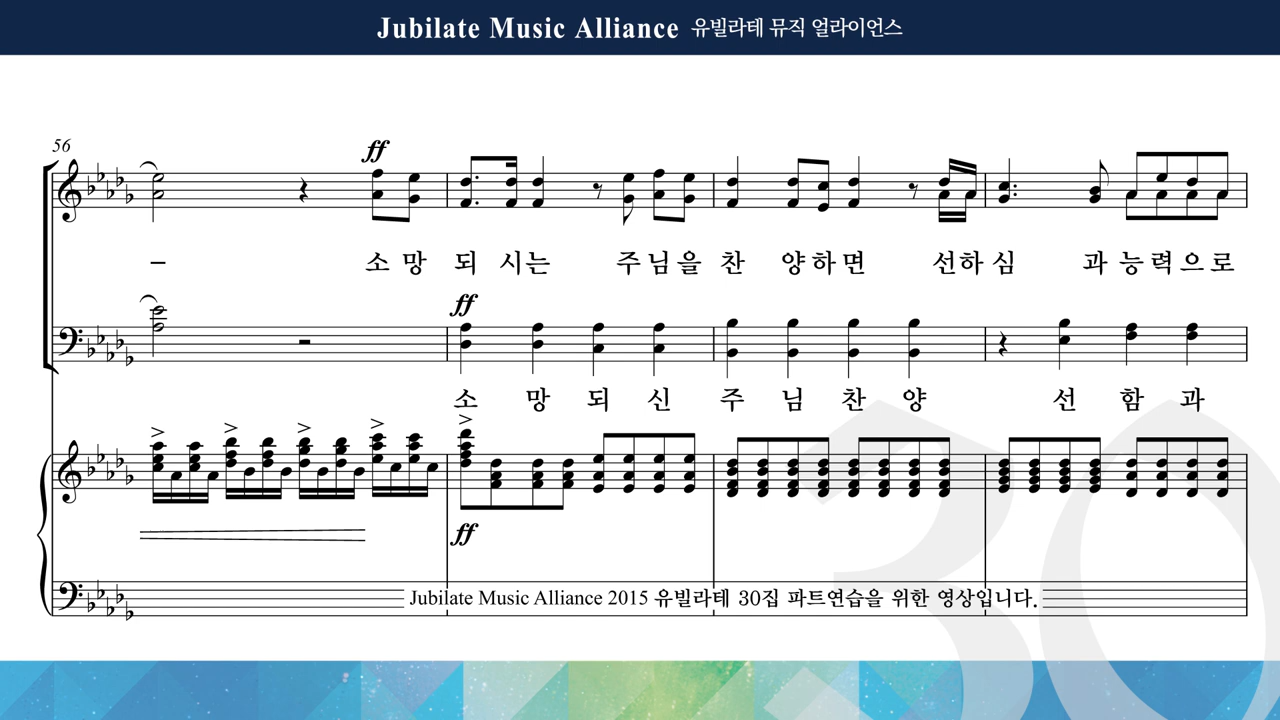 Jubilate Music Alliance 유빌라테 뮤직 얼라이언스
56
ff
– 소 망 되 시는 주님을 찬 양하면 선하 심 과 능력으로
ff
소 망 되 신 주 님 찬 양 선 함 과
ff
30
Jubilate Music Alliance 2015 유빌라테 30집 파트연습을 위한 영상입니다.